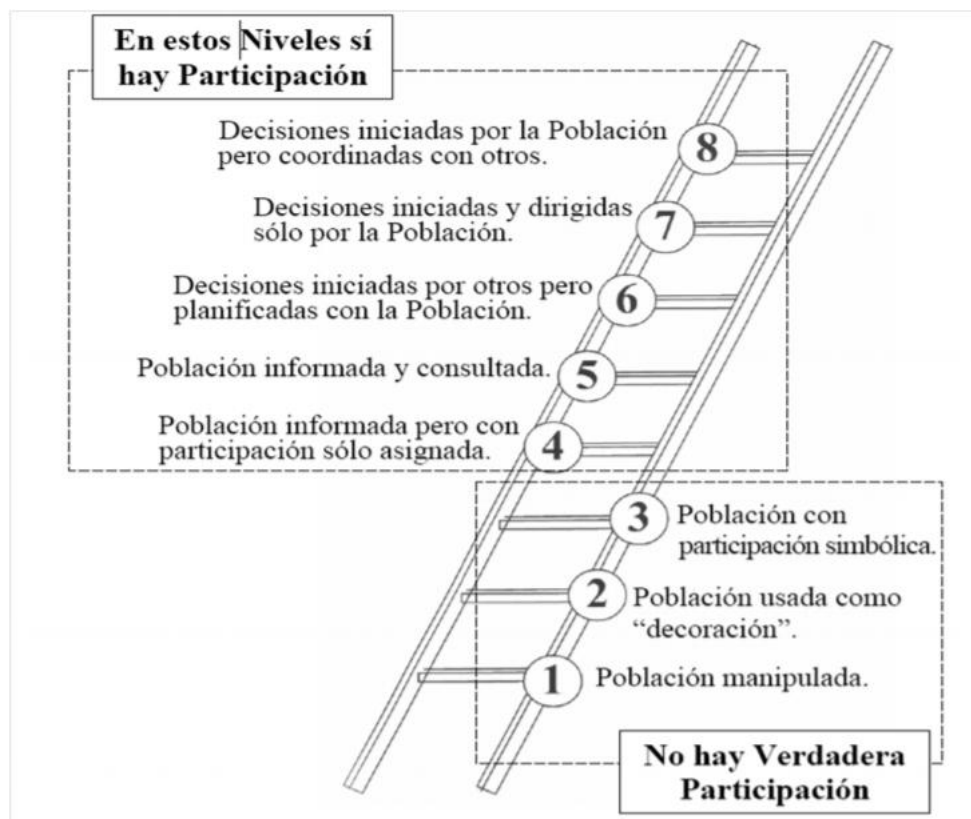 En estos Niveles sí
hay Participación
8
Decisiones iniciadas por la Población
pero coordinadas con otros.
7
Decisiones iniciadas y dirigidas
sólo por la Población.
6
Decisiones iniciadas por otros pero
planificadas con la Población.
5
Población informada y consultada.
4
Población informada pero con
participación sólo asignada.
3
Población con
participación simbólica.
2
Población usada como
“decoración”.
1
Población manipulada.
No hay Verdadera
Participación